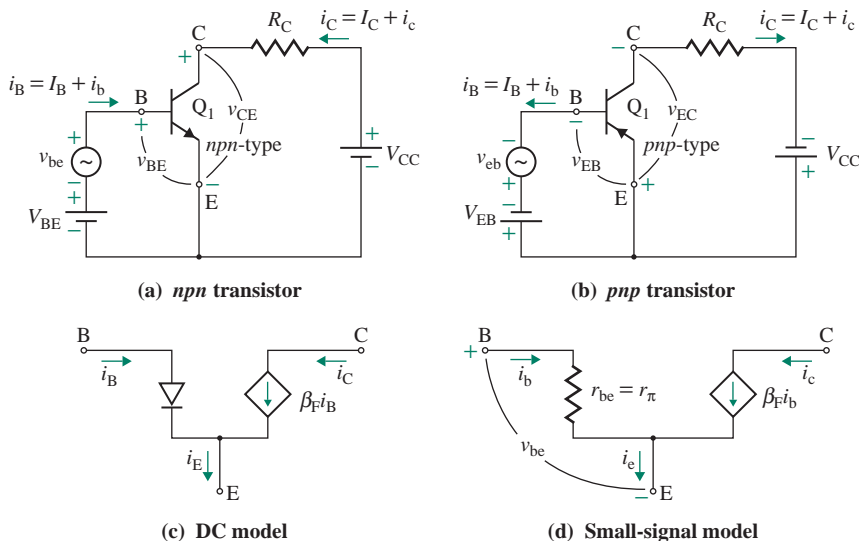 C
R_C
i_C = I_C + i_c
+
i_B = I_B + i_b
B
Q_1
v_CE
+
+
v_be
~
v_BE
npn-type
+
V_CC
−
−
+
−
E
V_BE
−
(a) npn transistor
C
R_C
i_C = I_C + i_c
−
i_B = I_B + i_b
B
Q_1
v_EC
−
−
v_eb
~
v_EB
pnp-type
−
V_CC
+
+
−
+
E
V_EB
+
(b) pnp transistor
B
C
i_B
i_C
β_F i_B
i_E
E
(c) DC model
B
C
+
i_b
i_c
r_be = r_π
β_F i_b
v_be
i_e
−
E
(d) Small-signal model